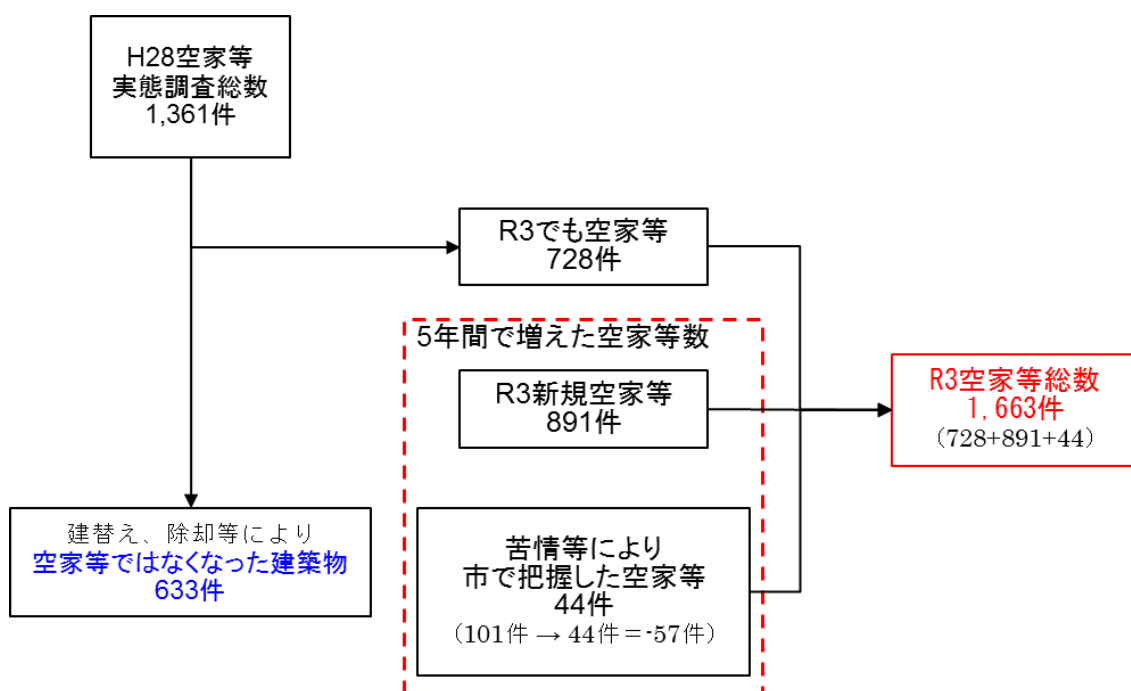 H28空家等
実態調査総数
1,361件
R3でも空家等
728件
5年間で増えた空家等数
R3新規空家等
891件
R3空家等総数
1,663件
（728+891+44）
建替え、除却等により
空家等ではなくなった建築物
633件
苦情等により
市で把握した空家等
44件
（101件 → 44件＝-57件）